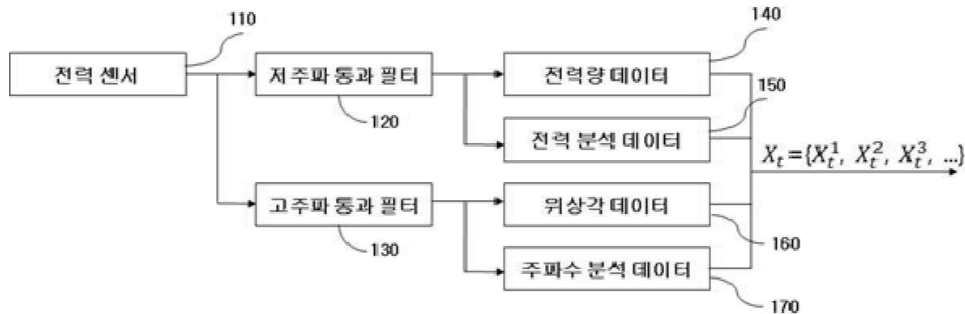 110
전력 센서
저주파 통과 필터
120
고주파 통과 필터
130
140
전력량 데이터
150
전력 분석 데이터
위상각 데이터
160
주파수 분석 데이터
170
X_t={X_t^1, X_t^2, X_t^3, ...}